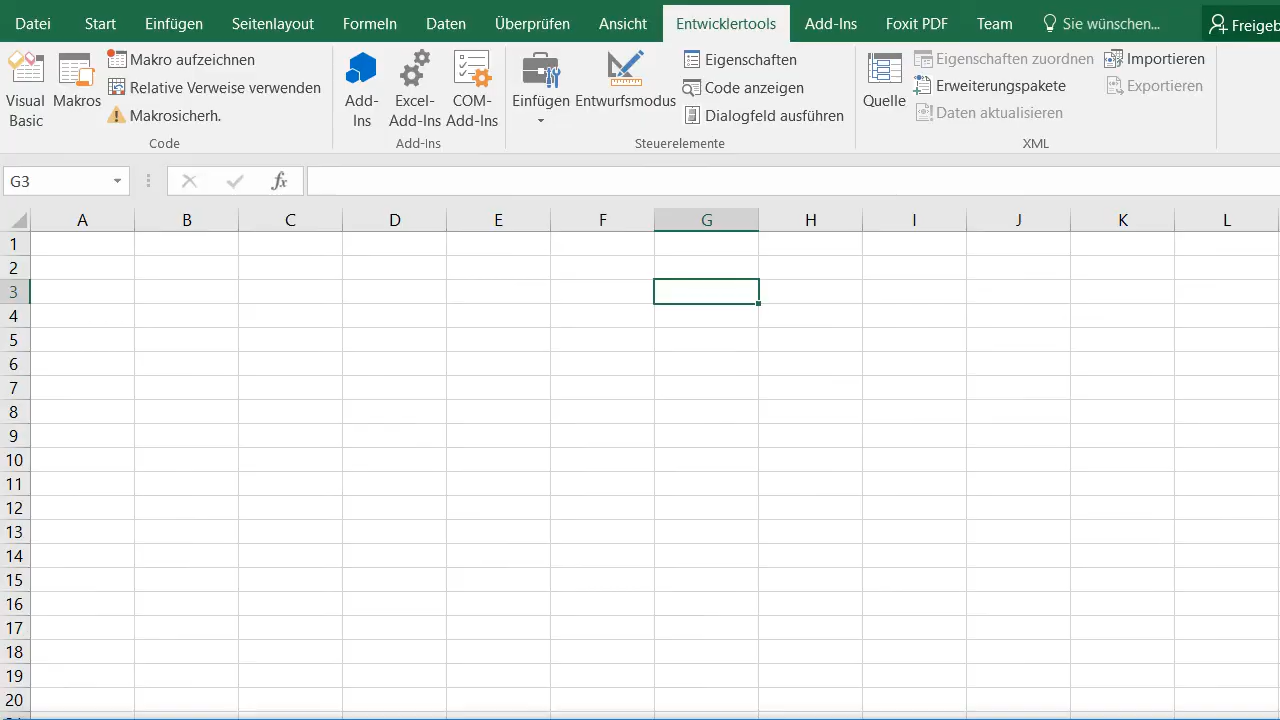 Datei Start Einfügen Seitenlayout Formeln Daten Überprüfen Ansicht Entwicklertools Add-Ins Foxit PDF Team Sie wünschen...
Makro aufzeichnen
Relative Verweise verwenden
Makrosicherh.
Visual Basic
Makros
Code
Add-Ins
Excel-Add-Ins
COM-Add-Ins
Add-Ins
Einfügen
Entwurfsmodus
Eigenschaften
Code anzeigen
Dialogfeld ausführen
Steuerelemente
Quelle
Eigenschaften zuordnen
Erweiterungspakete
Daten aktualisieren
Importieren
Exportieren
XML
G3 fx
A B C D E F G H I J K L
1
2
3
4
5
6
7
8
9
10
11
12
13
14
15
16
17
18
19
20